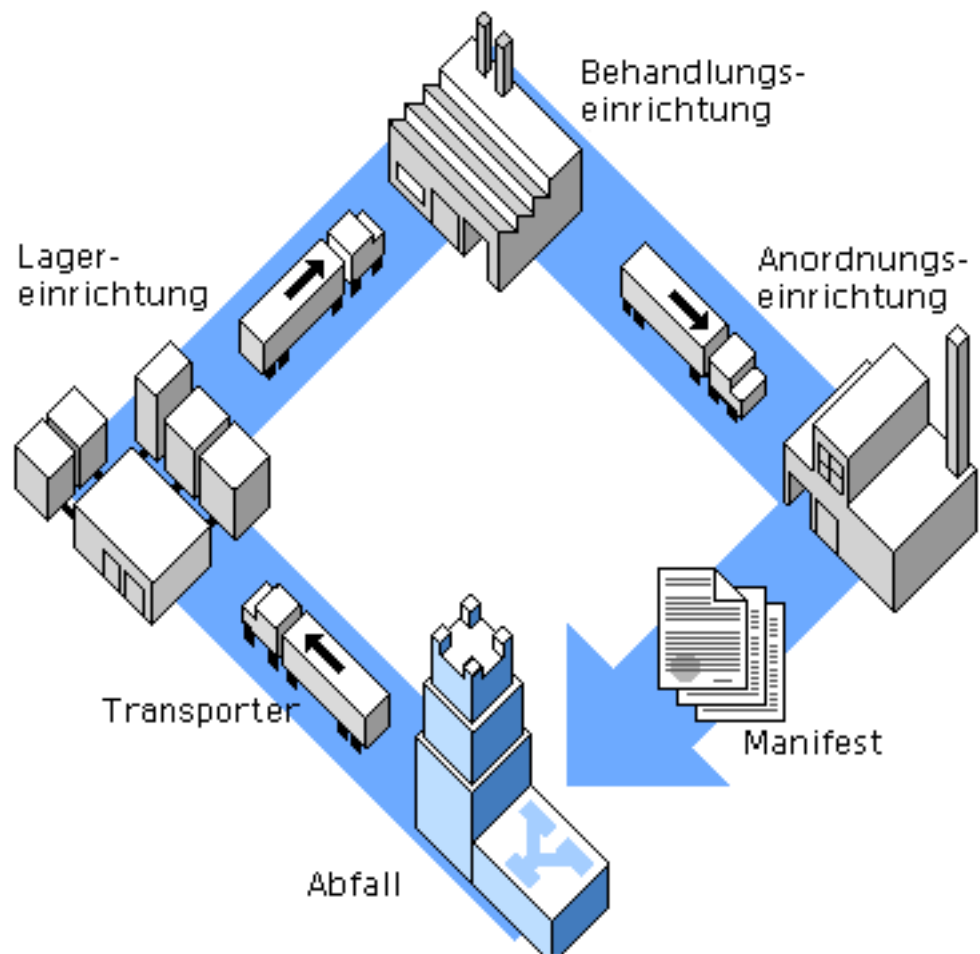 Behandlungs-
einrichtung
Lager-
einrichtung
Anordnungs-
einrichtung
Transporter
Manifest
Abfall